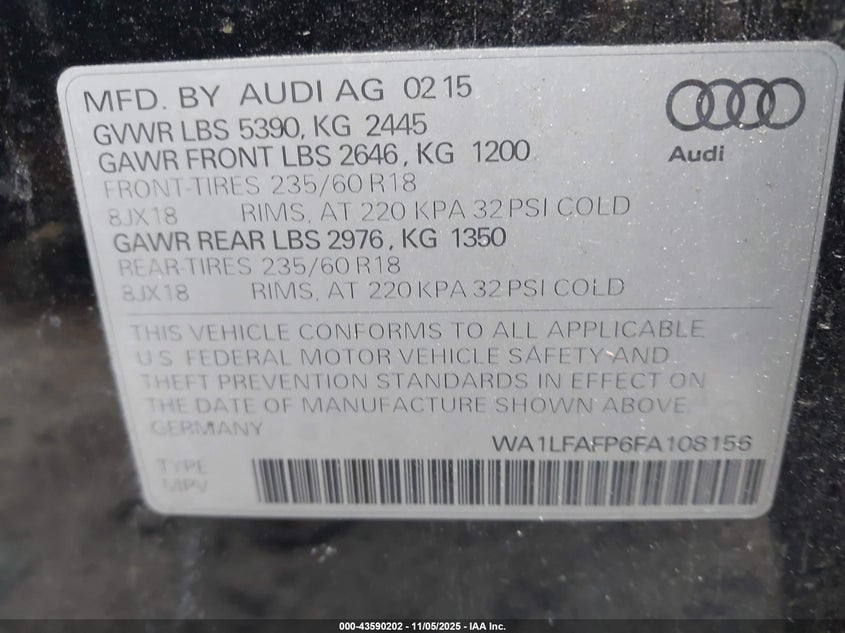 MFD. BY AUDI AG 02 15
GVWR LBS 5390, KG 2445
GAWR FRONT LBS 2646, KG 1200
FRONT-TIRES 235/60 R18
8JX18 RIMS, AT 220 KPA 32 PSI COLD
GAWR REAR LBS 2976, KG 1350
REAR-TIRES 235/60 R18
8JX18 RIMS, AT 220 KPA 32 PSI COLD
Audi
THIS VEHICLE CONFORMS TO ALL APPLICABLE
U.S. FEDERAL MOTOR VEHICLE SAFETY AND
THEFT PREVENTION STANDARDS IN EFFECT ON
THE DATE OF MANUFACTURE SHOWN ABOVE.
GERMANY
WA1LFAFP6FA108156
TYPE
MPV
000-43590202 - 11/05/2025 - IAA Inc.